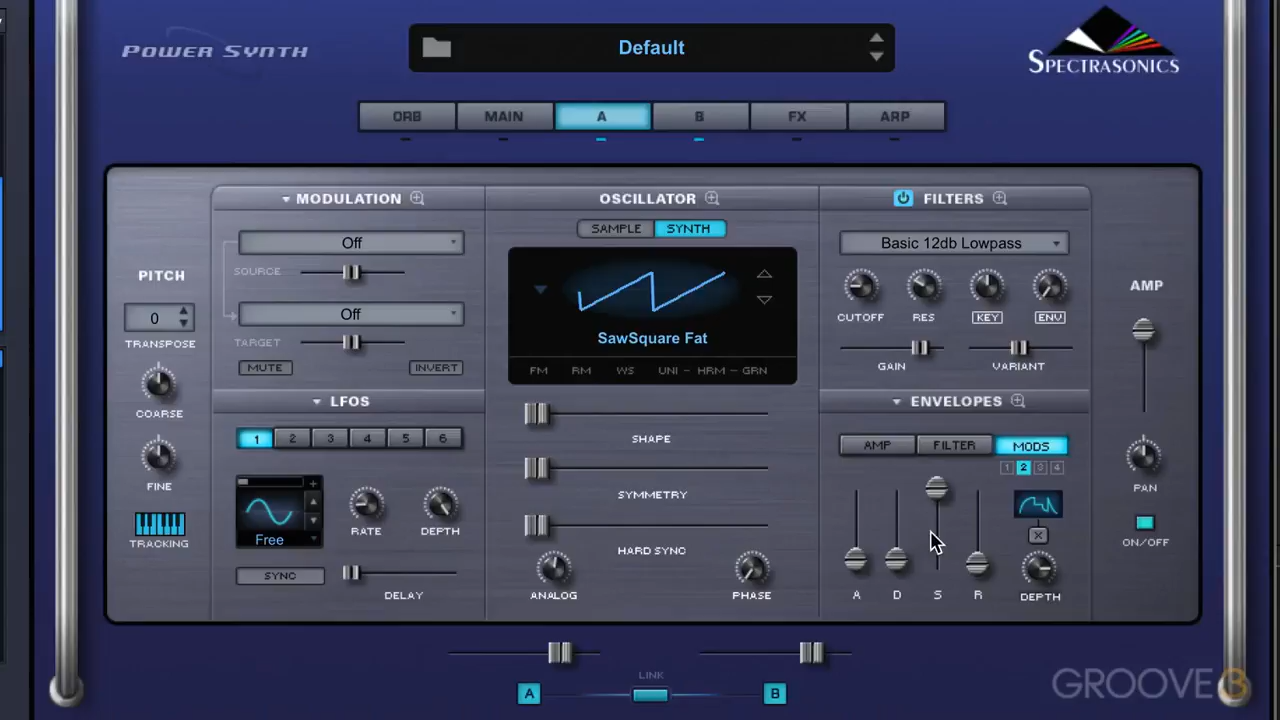 POWER SYNTH
Default
SPECTRASONICS
ORB
MAIN
A
B
FX
ARP
MODULATION
OSCILLATOR
FILTERS
SAMPLE
SYNTH
Off
Basic 12db Lowpass
PITCH
SOURCE
AMP
0
Off
CUTOFF
RES
KEY
ENV
TRANSPOSE
TARGET
SawSquare Fat
MUTE
INVERT
FM
RM
WS
UNI - HRM - GRN
GAIN
VARIANT
COARSE
LFOS
ENVELOPES
1
2
3
4
5
6
SHAPE
AMP
FILTER
MODS
1
2
3
4
FINE
SYMMETRY
PAN
RATE
DEPTH
TRACKING
Free
HARD SYNC
ON/OFF
SYNC
DELAY
ANALOG
PHASE
A
D
S
R
DEPTH
LINK
A
B
GROOVE3